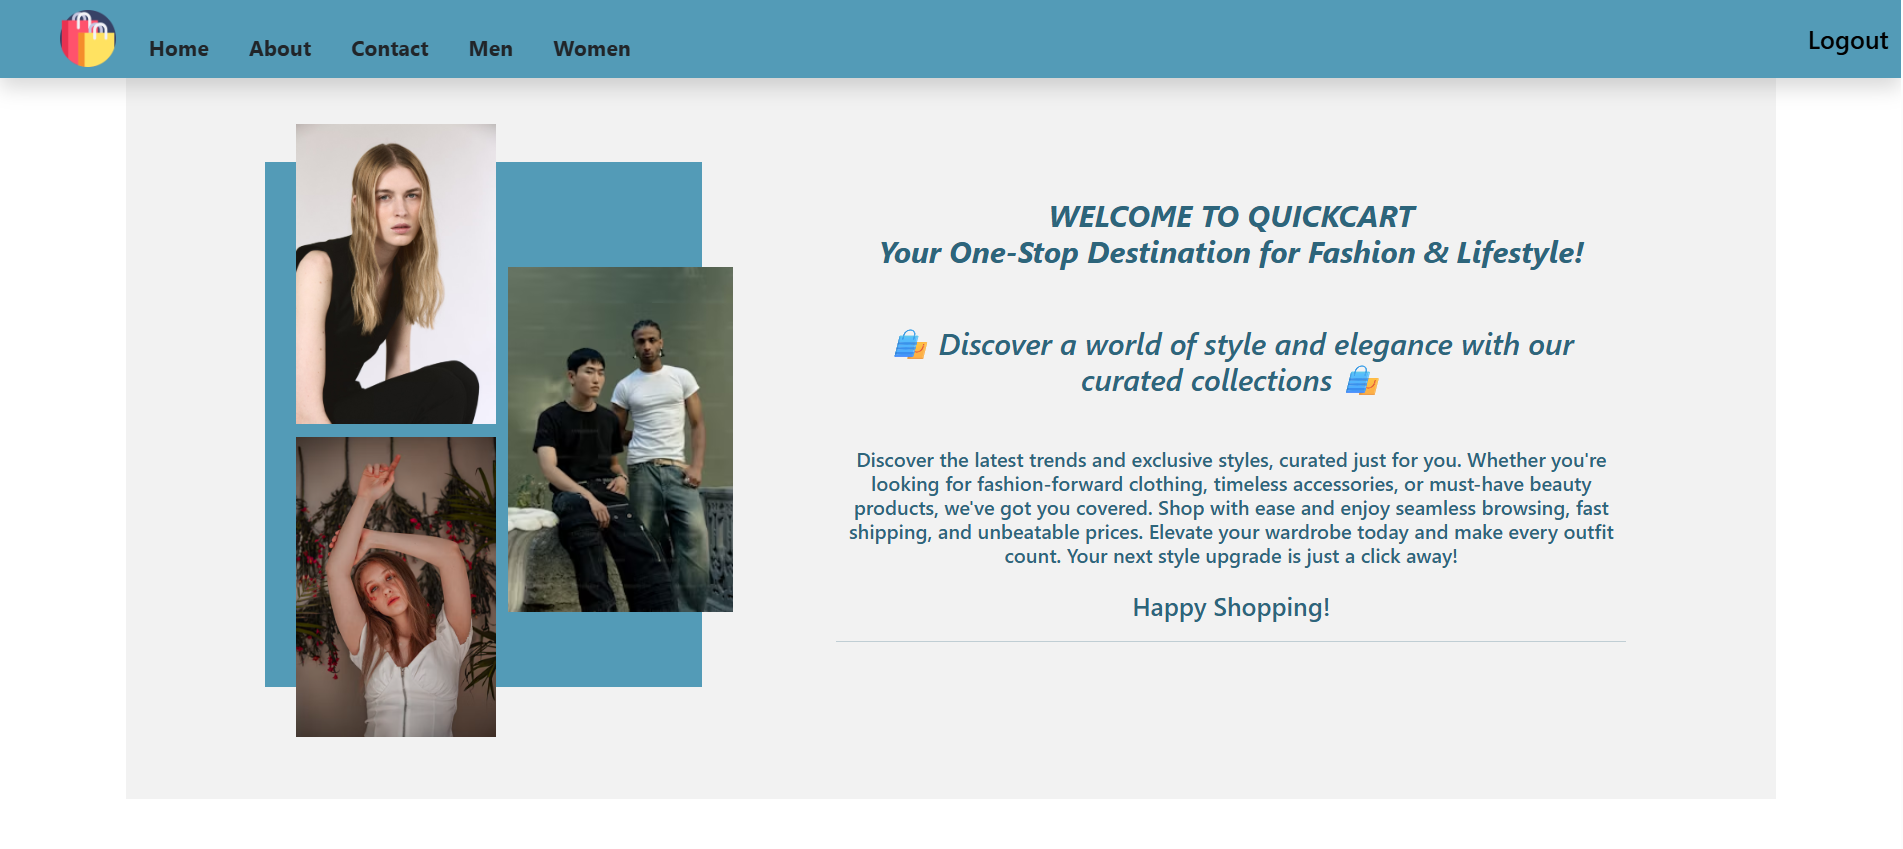 Home About Contact Men Women Logout
WELCOME TO QUICKCART
Your One-Stop Destination for Fashion & Lifestyle!
🛍️ Discover a world of style and elegance with our
curated collections 🛍️
Discover the latest trends and exclusive styles, curated just for you. Whether you're
looking for fashion-forward clothing, timeless accessories, or must-have beauty
products, we've got you covered. Shop with ease and enjoy seamless browsing, fast
shipping, and unbeatable prices. Elevate your wardrobe today and make every outfit
count. Your next style upgrade is just a click away!
Happy Shopping!